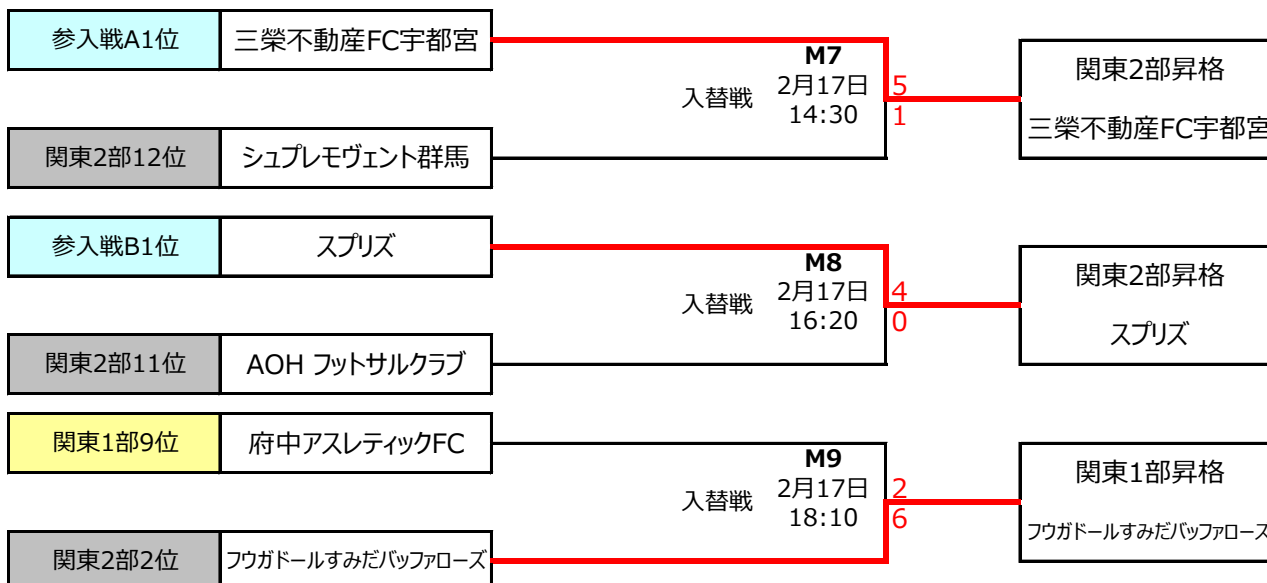 参入戦A1位 三榮不動産FC宇都宮
M7
入替戦 2月17日 5
14:30 1
関東2部昇格
三榮不動産FC宇都宮
関東2部12位 シュプレモヴェント群馬
参入戦B1位 スプリズ
M8
入替戦 2月17日 4
16:20 0
関東2部昇格
スプリズ
関東2部11位 AOH フットサルクラブ
関東1部9位 府中アスレティックFC
M9
入替戦 2月17日 2
18:10 6
関東1部昇格
フウガドールすみだバッファローズ
関東2部2位 フウガドールすみだバッファローズ